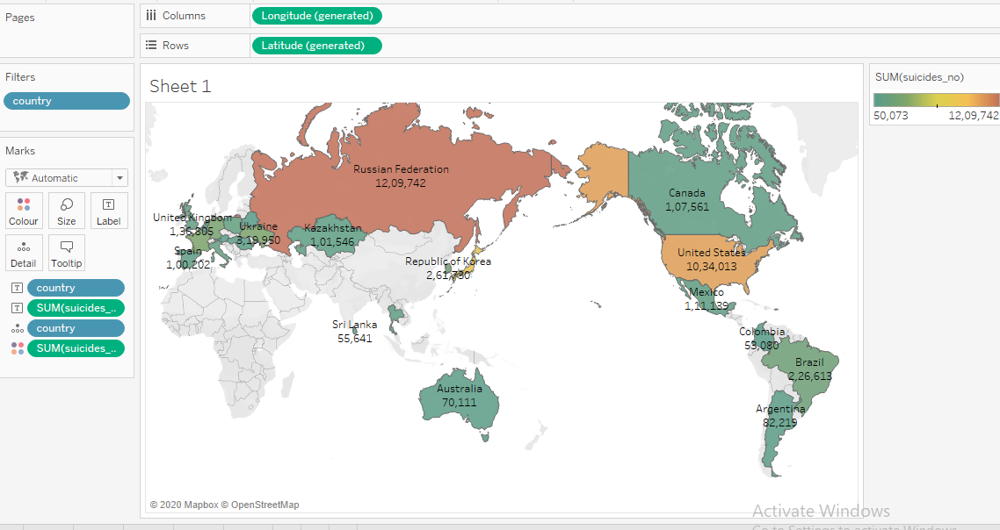 Pages
Columns
Longitude (generated)
Rows
Latitude (generated)
Filters
country
Marks
Automatic
Colour
Size
Label
Detail
Tooltip
country
SUM(suicides_..
country
SUM(suicides_..
Sheet 1
Russian Federation
12,09,742
Canada
1,07,561
United Kingdom
1,36,805
Ukraine
3,19,950
Kazakhstan
1,01,546
Spain
1,00,202
Republic of Korea
2,61,730
United States
10,34,013
Mexico
1,11,139
Sri Lanka
55,641
Colombia
53,080
Brazil
2,26,613
Australia
70,111
Argentina
82,219
© 2020 Mapbox © OpenStreetMap
SUM(suicides_no)
50,073
12,09,742
Activate Windows
Go to Settings to activate Windows.